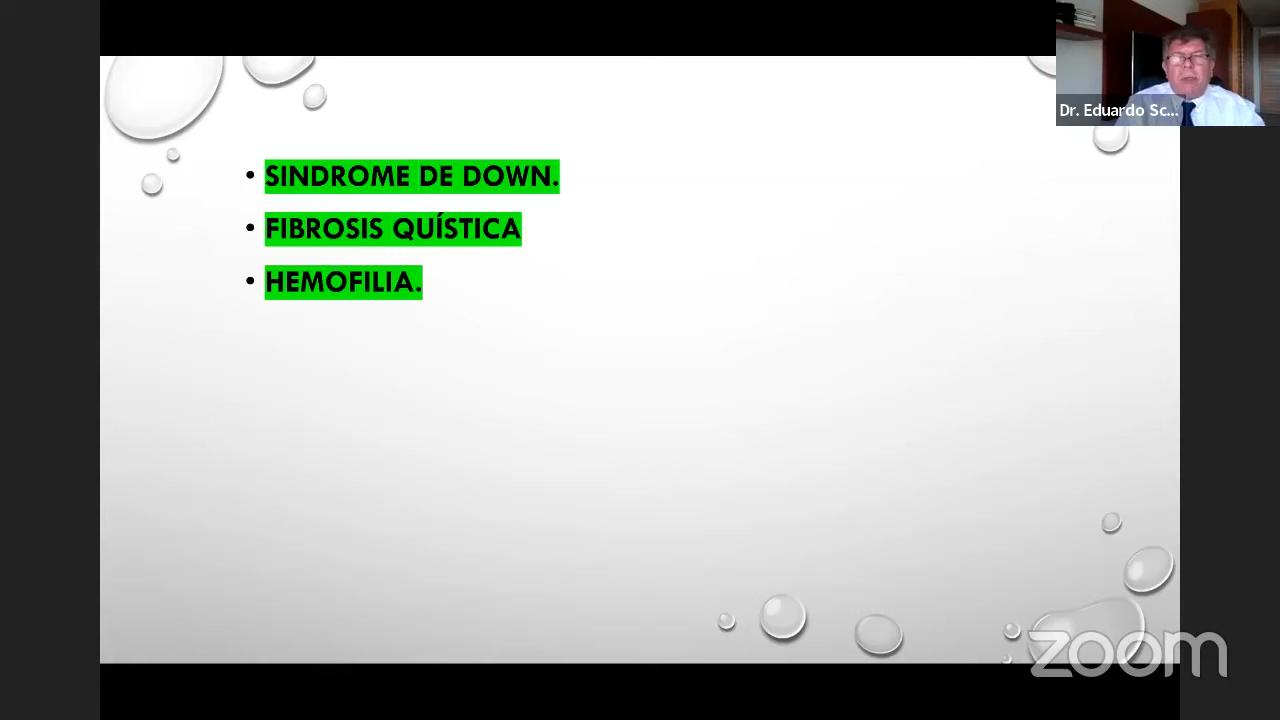 Dr. Eduardo Sc...
• SINDROME DE DOWN.
• FIBROSIS QUÍSTICA
• HEMOFILIA.
zoom